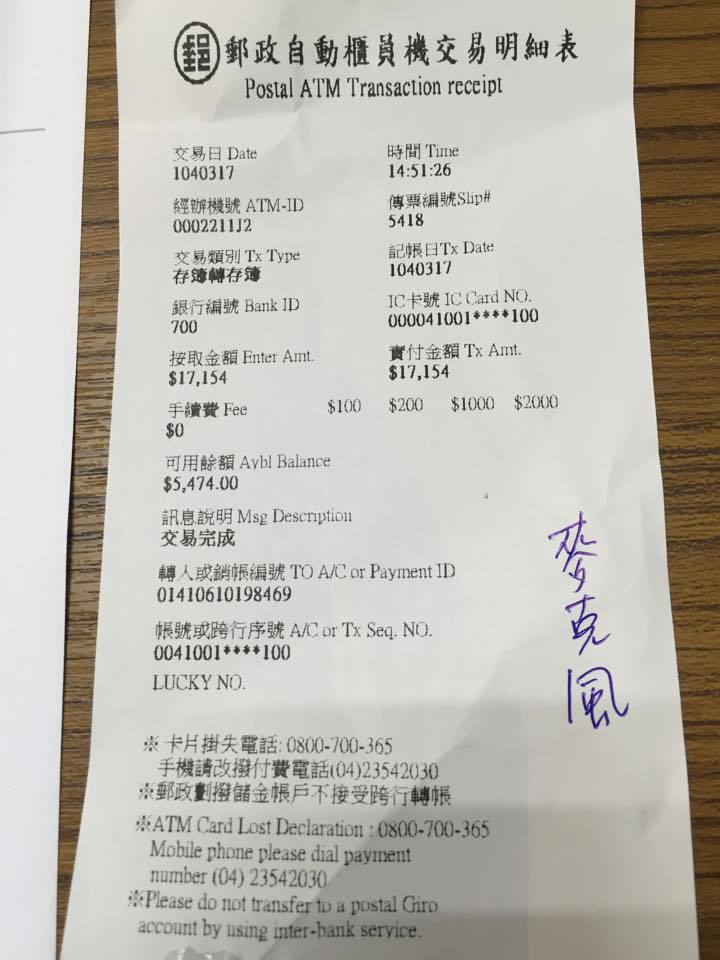 郵 郵政自動櫃員機交易明細表
Postal ATM Transaction receipt
交易日 Date 時間 Time
1040317 14:51:26
經辦機號 ATM-ID 傳票編號Slip#
0002211J2 5418
交易類別 Tx Type 記帳日Tx Date
存簿轉存簿 1040317
銀行編號 Bank ID IC卡號 IC Card NO.
700 000041001****100
按取金額 Enter Amt. 實付金額 Tx Amt.
$17,154 $17,154
手續費 Fee $100 $200 $1000 $2000
$0
可用餘額 Aybl Balance
$5,474.00
訊息說明 Msg Description
交易完成
轉入或銷帳編號 TO A/C or Payment ID
01410610198469
帳號或跨行序號 A/C or Tx Seq. NO.
0041001****100
LUCKY NO.
麥克風
※ 卡片掛失電話: 0800-700-365
手機請改撥付費電話(04)23542030
※郵政劃撥儲金帳戶不接受跨行轉帳
※ATM Card Lost Declaration : 0800-700-365
Mobile phone please dial payment
number (04) 23542030
※Please do not transfer to a postal Giro
account by using inter-bank service.